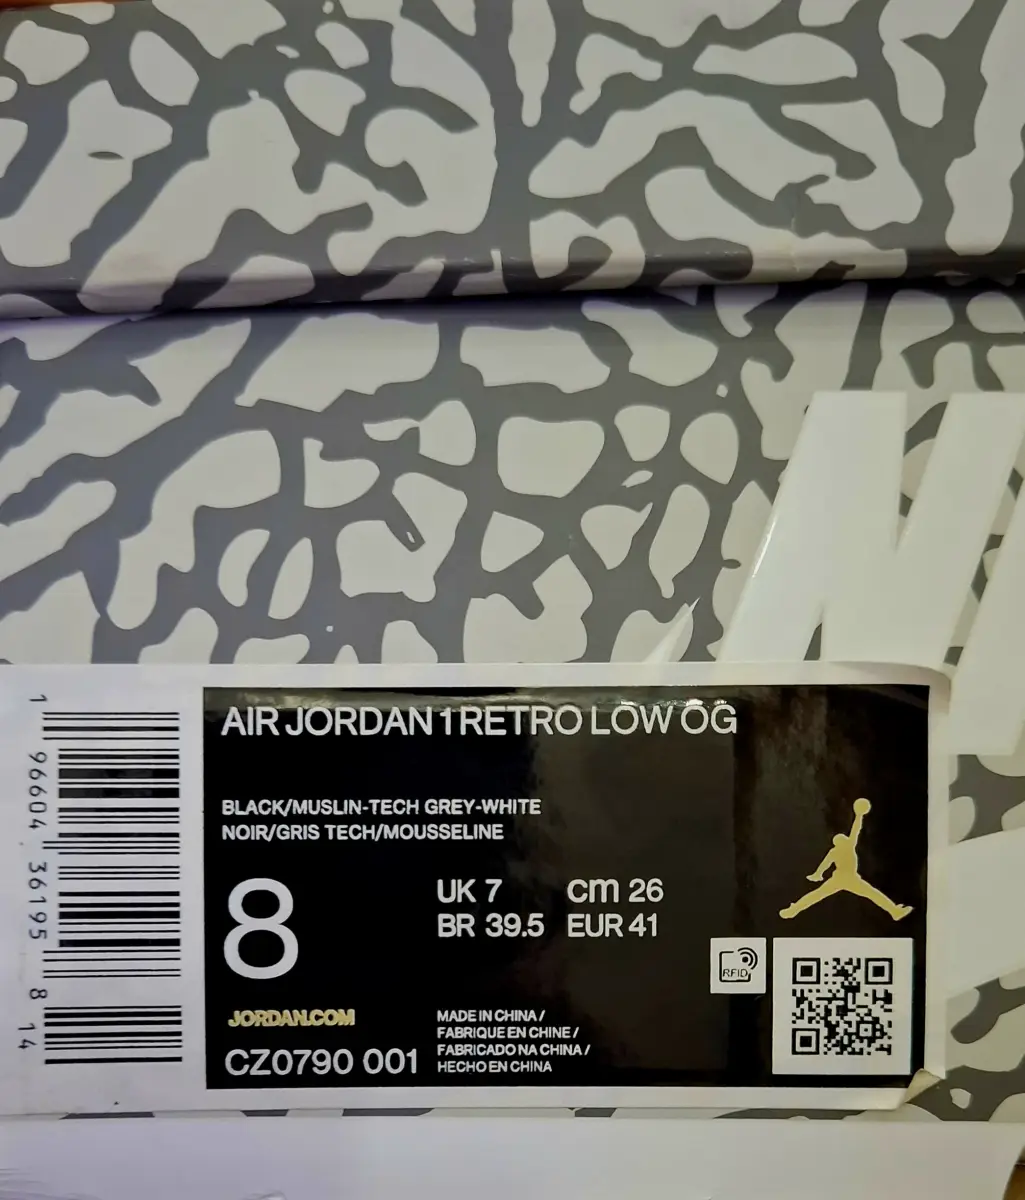 AIR JORDAN 1 RETRO LOW OG
BLACK/MUSLIN-TECH GREY-WHITE
NOIR/GRIS TECH/MOUSSELINE
8
UK 7 cm 26
BR 39.5 EUR 41
RFID
JORDAN.COM
CZ0790 001
MADE IN CHINA /
FABRIQUE EN CHINE /
FABRICADO NA CHINA /
HECHO EN CHINA
1 96604 36195 8 14